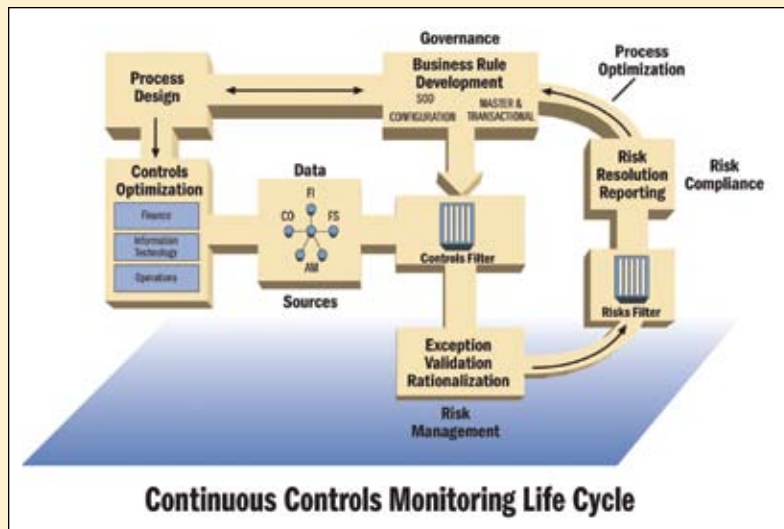 Governance
Process
Optimization
Process
Design
Business Rule
Development
SOD
CONFIGURATION
MASTER &
TRANSACTIONAL
Controls
Optimization
Finance
Information
Technology
Operations
Data
FI
CO
FS
AM
Sources
Controls Filter
Risk
Resolution
Reporting
Risk
Compliance
Risks Filter
Exception
Validation
Rationalization
Risk
Management
Continuous Controls Monitoring Life Cycle